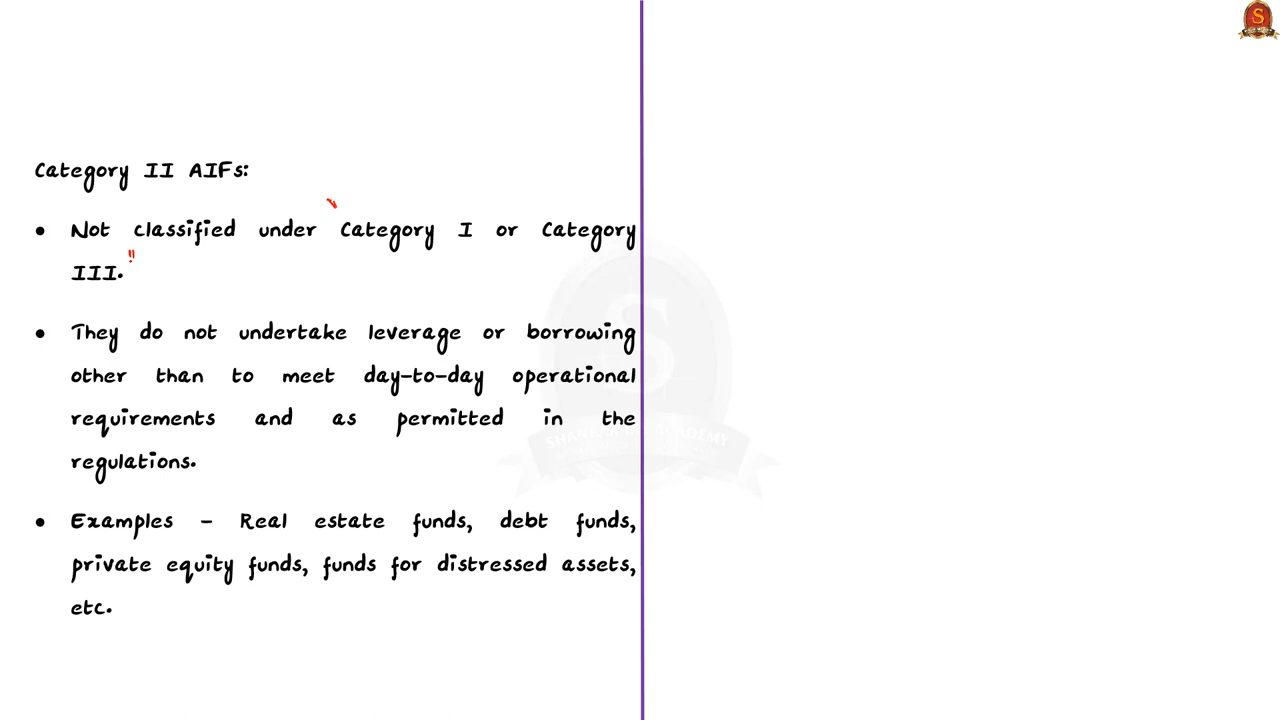 Category II AIFs:
• Not classified under Category I or Category
III.
• They do not undertake leverage or borrowing
other than to meet day-to-day operational
requirements and as permitted in the
regulations.
• Examples - Real estate funds, debt funds,
private equity funds, funds for distressed assets,
etc.